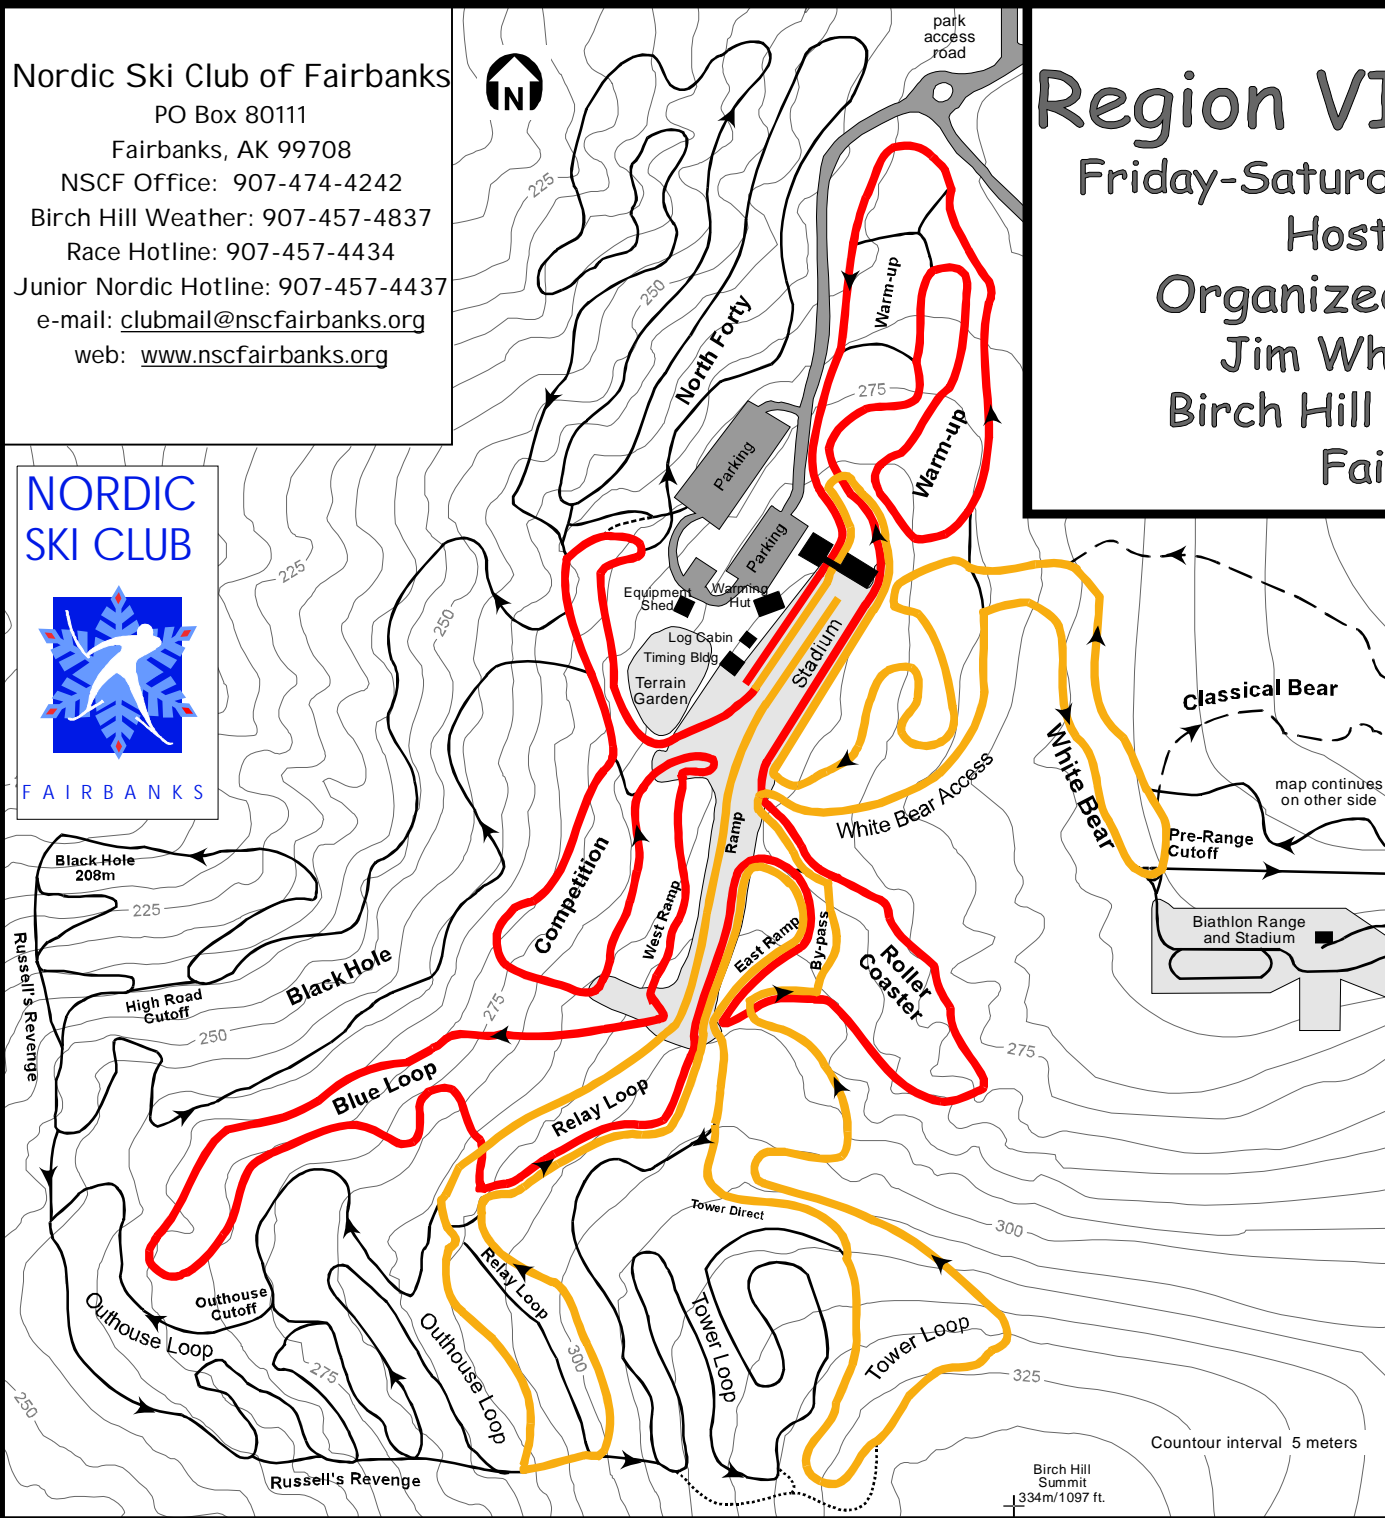 Nordic Ski Club of Fairbanks
PO Box 80111
Fairbanks, AK 99708
NSCF Office: 907-474-4242
Birch Hill Weather: 907-457-4837
Race Hotline: 907-457-4434
Junior Nordic Hotline: 907-457-4437
e-mail: clubmail@nscfairbanks.org
web: www.nscfairbanks.org
N
park
access
road
Region VI
Friday-Satur
Host
Organize
Jim Wh
Birch Hill
Fai
NORDIC
SKI CLUB
FAIRBANKS
225
250
North Forty
Warm-up
275
Warm-up
Parking
Parking
225
250
Equipment
Shed
Warming
Hut
Log Cabin
Timing Bldg
Terrain
Garden
Stadium
Classical Bear
White Bear
map continues
on other side
White Bear Access
Ramp
Pre-Range
Cutoff
Black Hole
208m
225
Competition
West Ramp
East Ramp
By-pass
Roller
Coaster
Biathlon Range
and Stadium
Russell's Revenge
Black Hole
High Road
Cutoff
250
275
275
Blue Loop
Relay Loop
Tower Direct
300
Relay Loop
Outhouse
Cutoff
Outhouse Loop
Outhouse Loop
275
300
Tower Loop
Tower Loop
325
250
Russell's Revenge
Countour interval 5 meters
Birch Hill
Summit
334m/1097 ft.